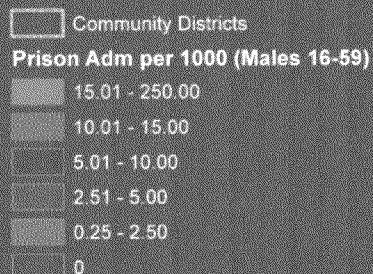 Community Districts
Prison Adm per 1000 (Males 16-59)
15.01 - 250.00
10.01 - 15.00
5.01 - 10.00
2.51 - 5.00
0.25 - 2.50
0